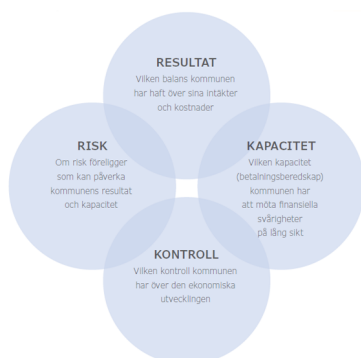 RESULTAT
Vilken balans kommunen
har haft över sina intäkter
och kostnader
RISK
Om risk föreligger
som kan påverka
kommunens resultat
och kapacitet
KAPACITET
Vilken kapacitet
(betalningsberedskap)
kommunen har
att möta finansiella
svårigheter
på lång sikt
KONTROLL
Vilken kontroll kommunen
har över den ekonomiska
utvecklingen